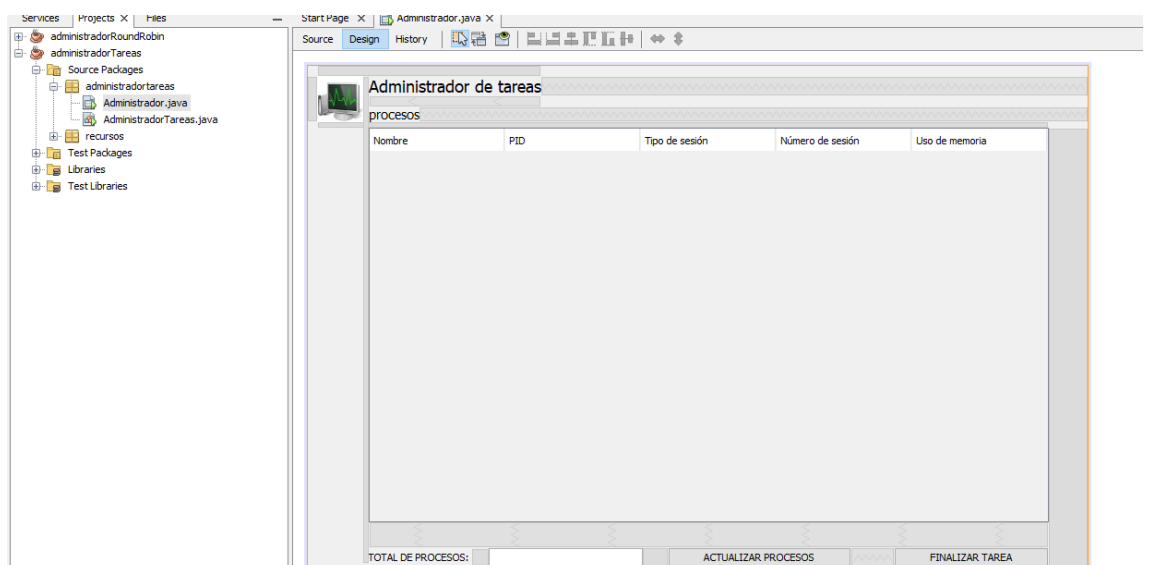 Services Projects Files
Start Page Administrador.java
administradorRoundRobin
administradorTareas
Source Packages
administradortareas
Administrador.java
AdministradorTareas.java
recursos
Test Packages
Libraries
Test Libraries
Source Design History
Administrador de tareas
procesos
Nombre PID Tipo de sesión Número de sesión Uso de memoria
TOTAL DE PROCESOS: ACTUALIZAR PROCESOS FINALIZAR TAREA